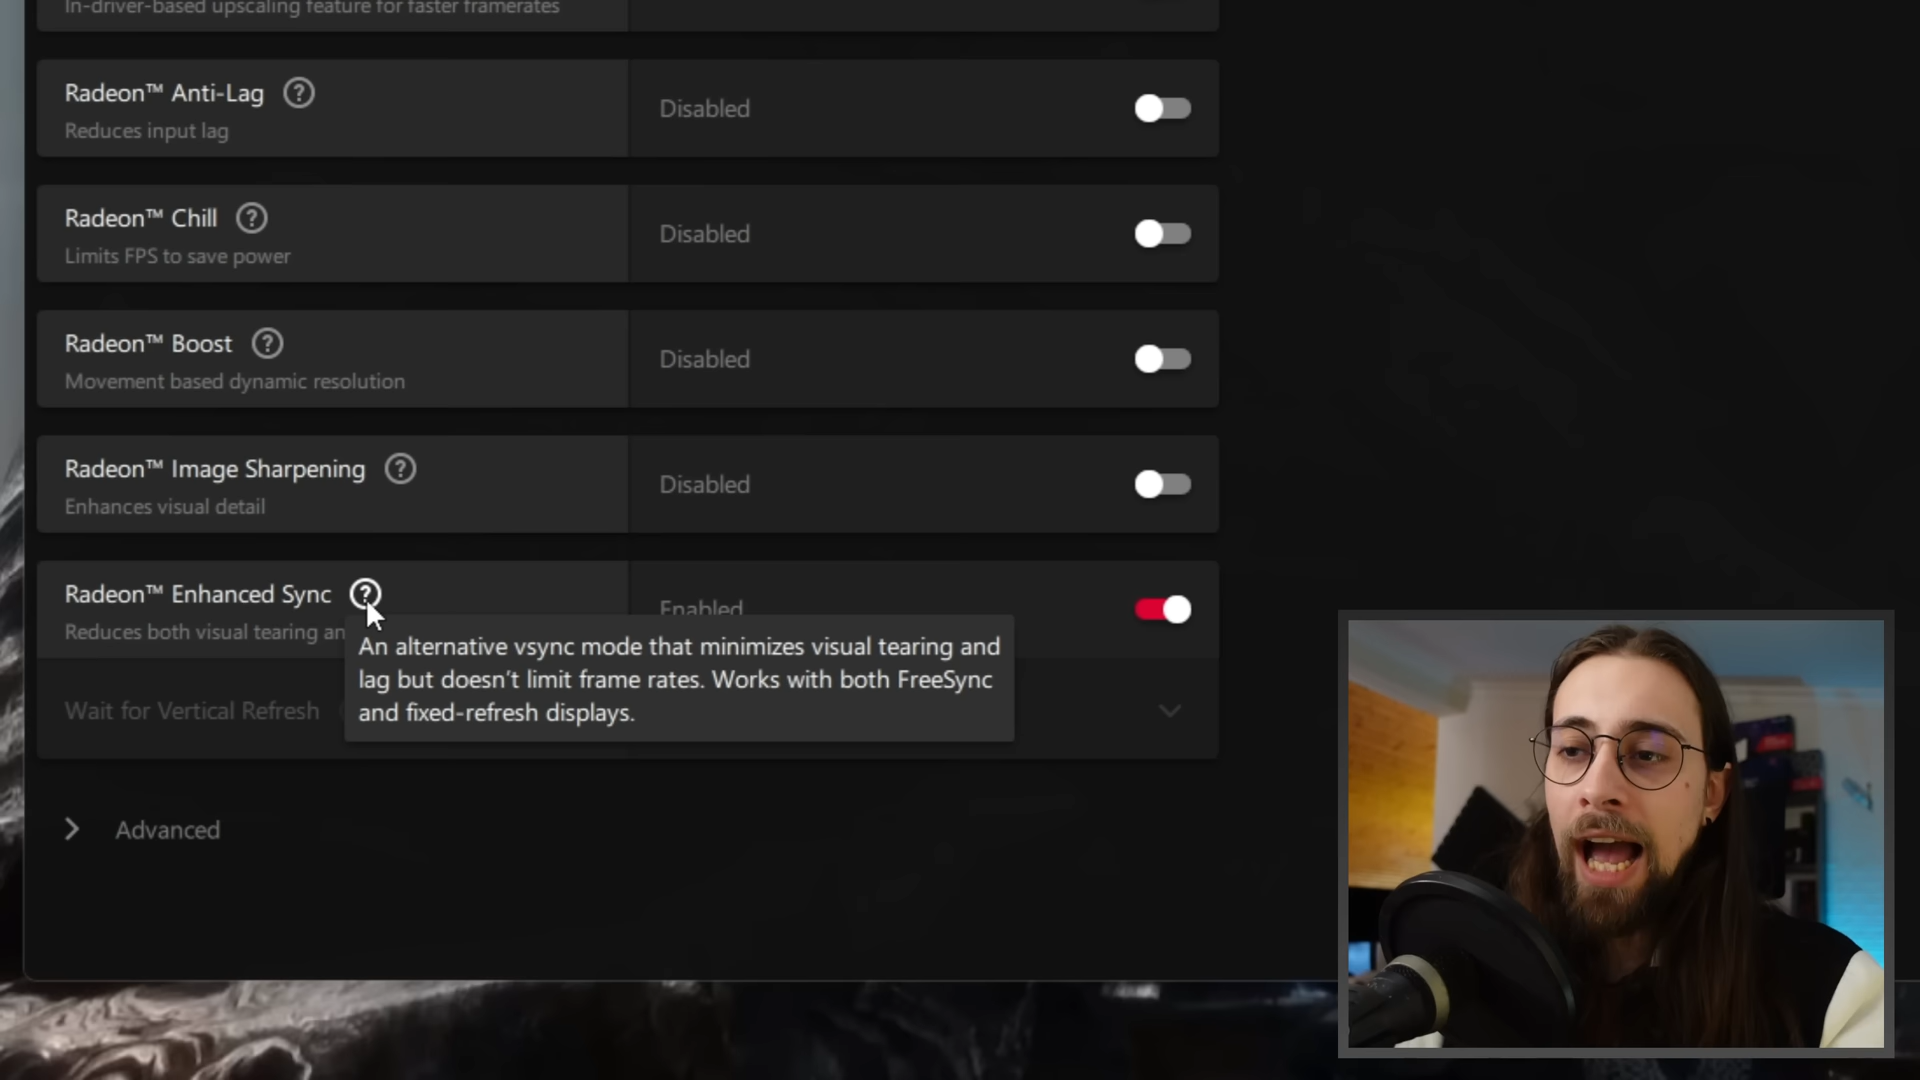 In-driver-based upscaling feature for faster framerates
Radeon™ Anti-Lag ?
Disabled
Reduces input lag
Radeon™ Chill ?
Disabled
Limits FPS to save power
Radeon™ Boost ?
Disabled
Movement based dynamic resolution
Radeon™ Image Sharpening ?
Disabled
Enhances visual detail
Radeon™ Enhanced Sync ?
Enabled
Reduces both visual tearing an
An alternative vsync mode that minimizes visual tearing and
lag but doesn't limit frame rates. Works with both FreeSync
and fixed-refresh displays.
Wait for Vertical Refresh
Advanced